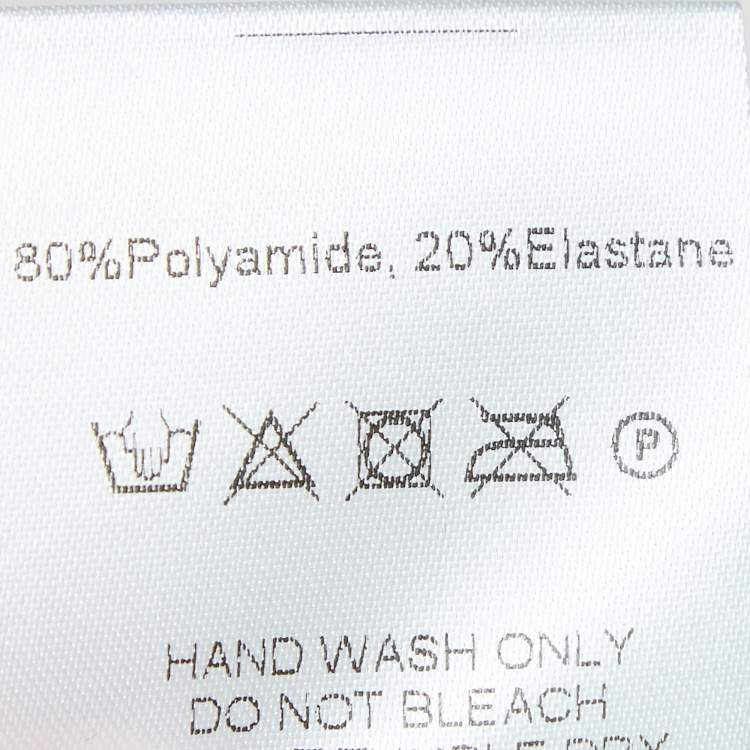 80%Polyamide, 20%Elastane
P
HAND WASH ONLY
DO NOT BLEACH